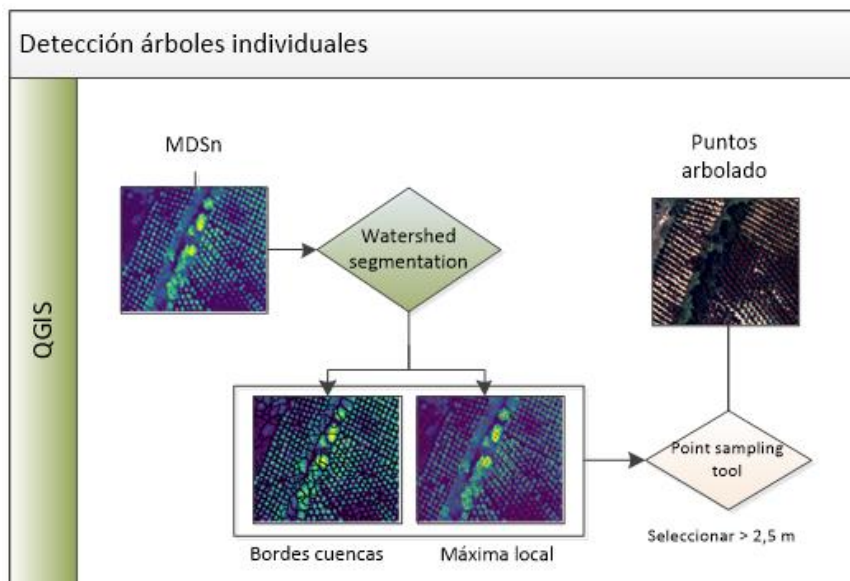 Detección árboles individuales
QGIS
MDSn
Watershed
segmentation
Bordes cuencas
Máxima local
Puntos
arbolado
Point sampling
tool
Seleccionar > 2,5 m